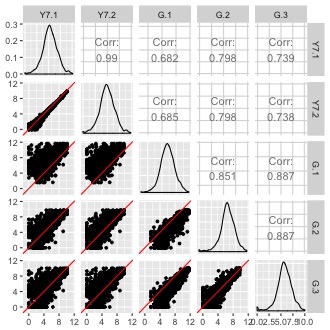 Y7.1 Y7.2 G.1 G.2 G.3
0.3 Corr: Corr: Corr: Corr:
0.2 0.99 0.682 0.798 0.739 Y7.1
0.1
0.0
12 Corr: Corr: Corr:
8 0.685 0.798 0.738 Y7.2
4
0
12 Corr: Corr:
8 0.851 0.887 G.1
4
0
12 Corr:
8 0.887 G.2
4
0
12
8 G.3
4
0
0 4 8 12 0 4 8 12 0 4 8 12 0 4 8 12